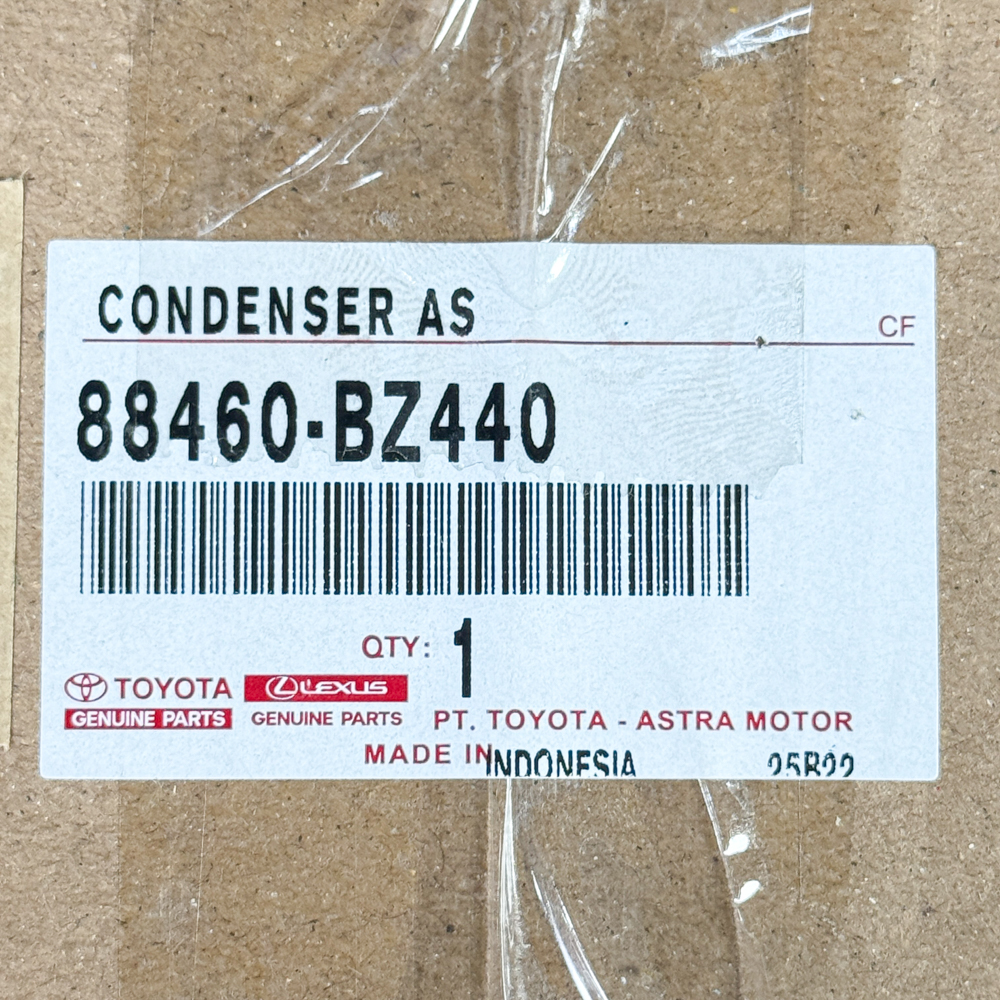 CONDENSER AS
CF
88460-BZ440
QTY: 1
TOYOTA LEXUS
GENUINE PARTS GENUINE PARTS PT. TOYOTA - ASTRA MOTOR
MADE IN INDONESIA 25B22